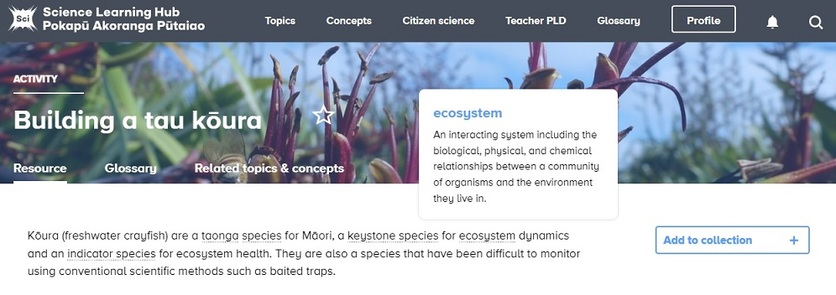 Sci
Science Learning Hub
Pokapū Akoranga Pūtaiao
Topics
Concepts
Citizen science
Teacher PLD
Glossary
Profile
ACTIVITY
Building a tau kōura
Resource
Glossary
Related topics & concepts
ecosystem
An interacting system including the
biological, physical, and chemical
relationships between a community
of organisms and the environment
they live in.
Kōura (freshwater crayfish) are a taonga species for Māori, a keystone species for ecosystem dynamics
and an indicator species for ecosystem health. They are also a species that have been difficult to monitor
using conventional scientific methods such as baited traps.
Add to collection +